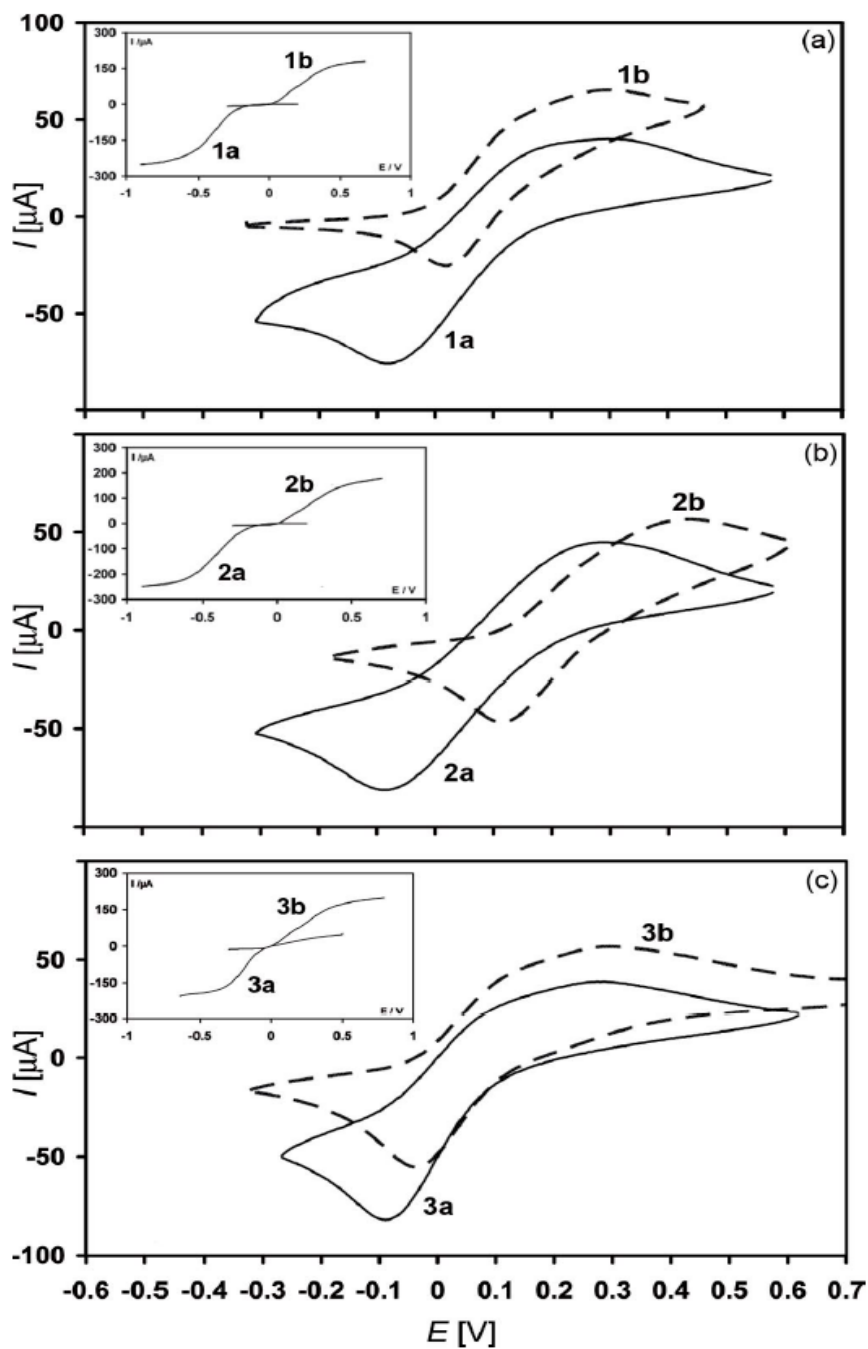 100
50
0
-50
I [µA]
(a)
1b
1a
I /µA
300
150
0
-150
-300
1b
1a
E / V
-1 -0.5 0 0.5 1
50
0
-50
I [µA]
(b)
2b
2a
I /µA
300
200
100
0
-100
-200
-300
2b
2a
E / V
-1 -0.5 0 0.5 1
50
0
-50
-100
I [µA]
(c)
3b
3a
I /µA
300
150
0
-150
-300
3b
3a
E / V
-1 -0.5 0 0.5 1
-0.6 -0.5 -0.4 -0.3 -0.2 -0.1 0 0.1 0.2 0.3 0.4 0.5 0.6 0.7
E [V]